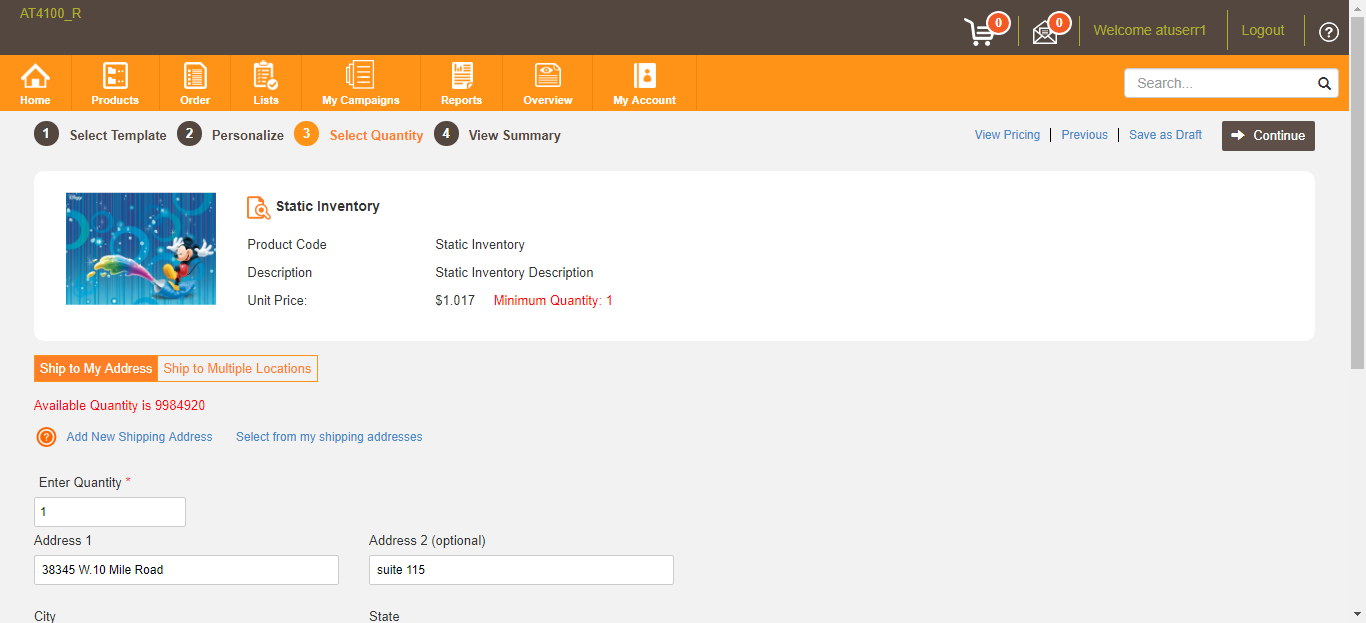 AT4100_R
0
0
Welcome atuserr1
Logout
?
Home
Products
Order
Lists
My Campaigns
Reports
Overview
My Account
Search...
1 Select Template
2 Personalize
3 Select Quantity
4 View Summary
View Pricing
Previous
Save as Draft
Continue
Disney
Static Inventory
Product Code Static Inventory
Description Static Inventory Description
Unit Price: $1.017 Minimum Quantity: 1
Ship to My Address Ship to Multiple Locations
Available Quantity is 9984920
? Add New Shipping Address Select from my shipping addresses
Enter Quantity *
1
Address 1 Address 2 (optional)
38345 W.10 Mile Road suite 115
City State